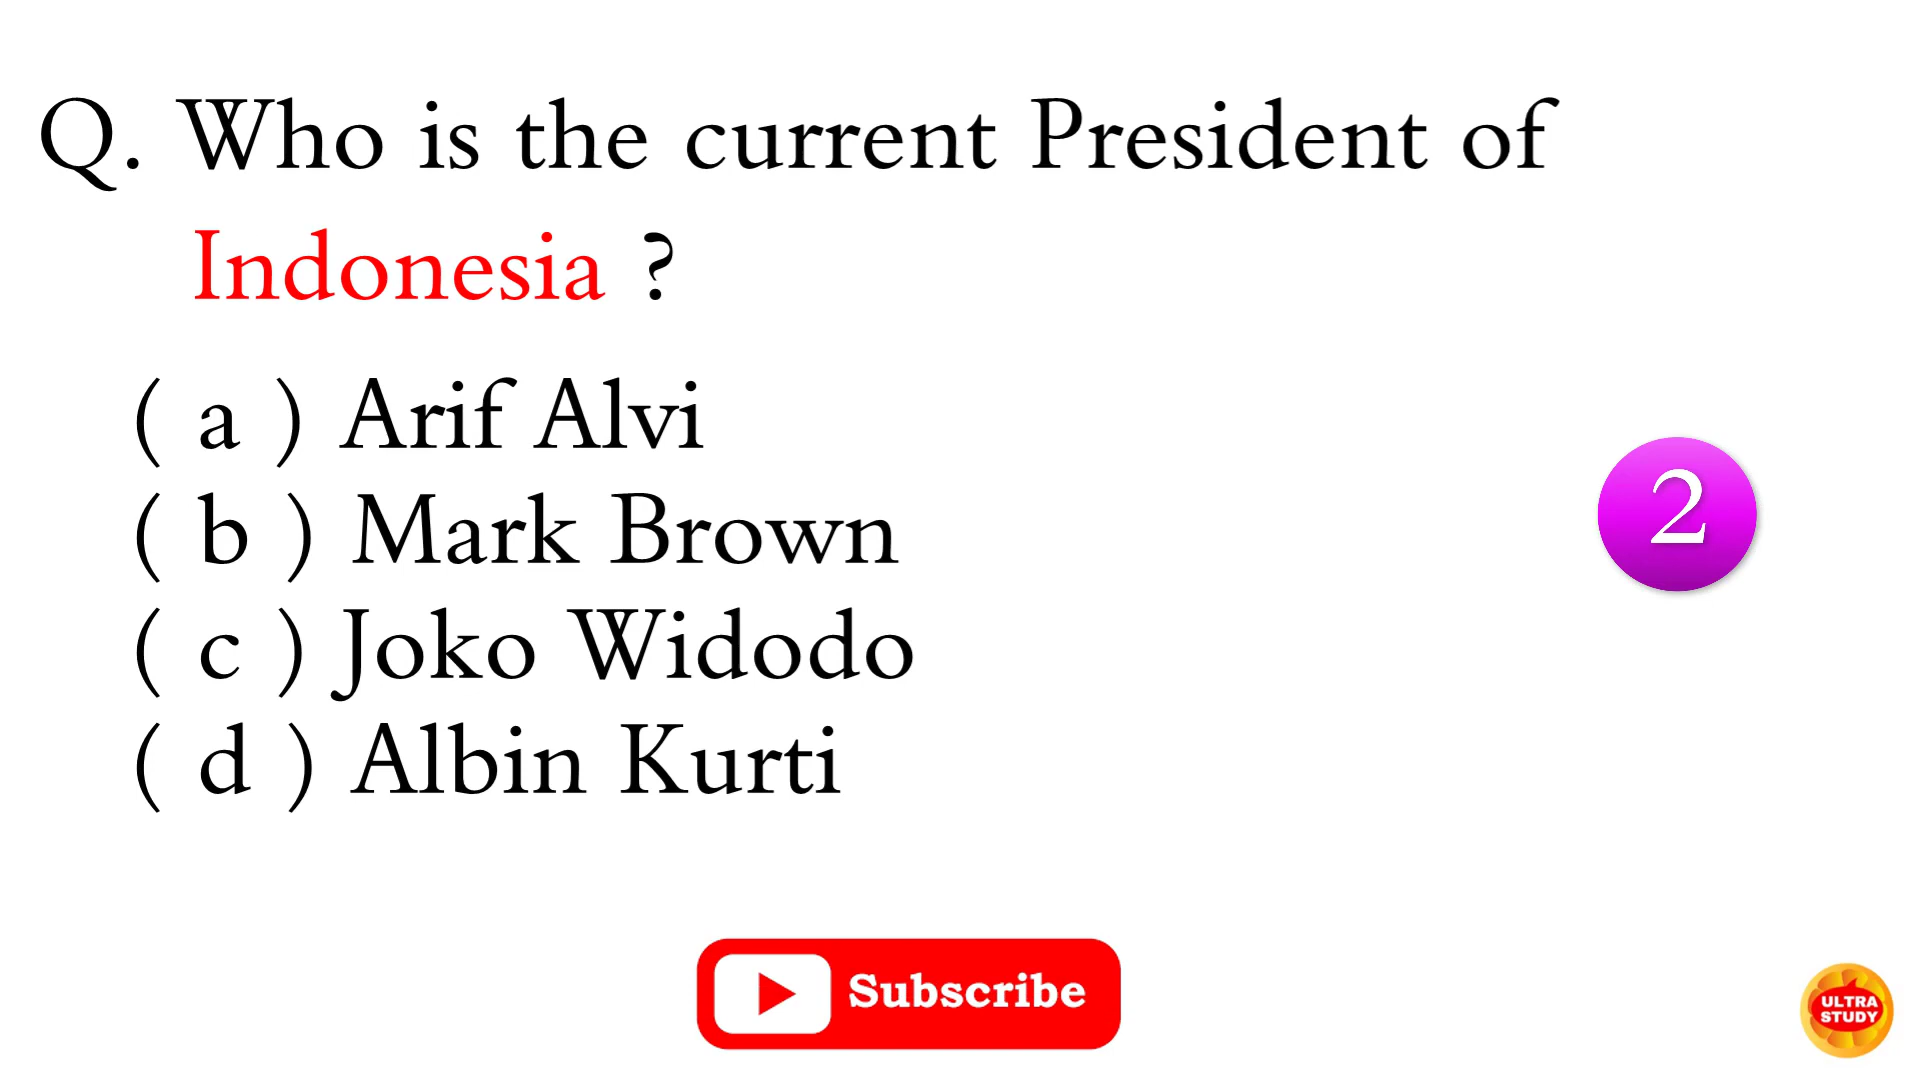 Q. Who is the current President of
Indonesia ?
( a ) Arif Alvi
( b ) Mark Brown
( c ) Joko Widodo
( d ) Albin Kurti
2
Subscribe
ULTRA
STUDY